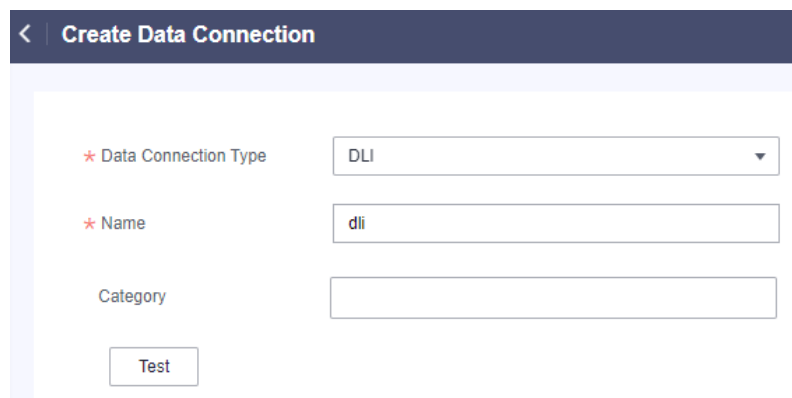 Create Data Connection
* Data Connection Type DLI
* Name dli
Category
Test